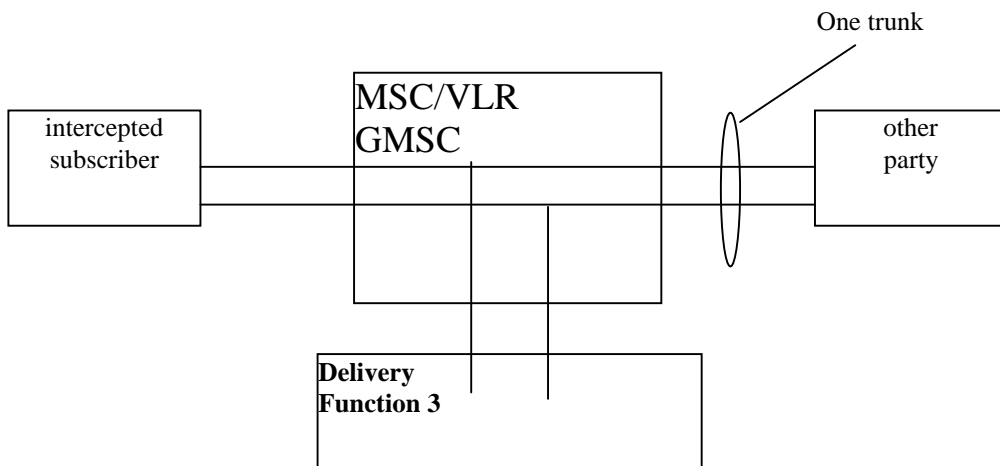 One trunk
MSC/VLR
GMSC
intercepted
subscriber
other
party
Delivery
Function 3